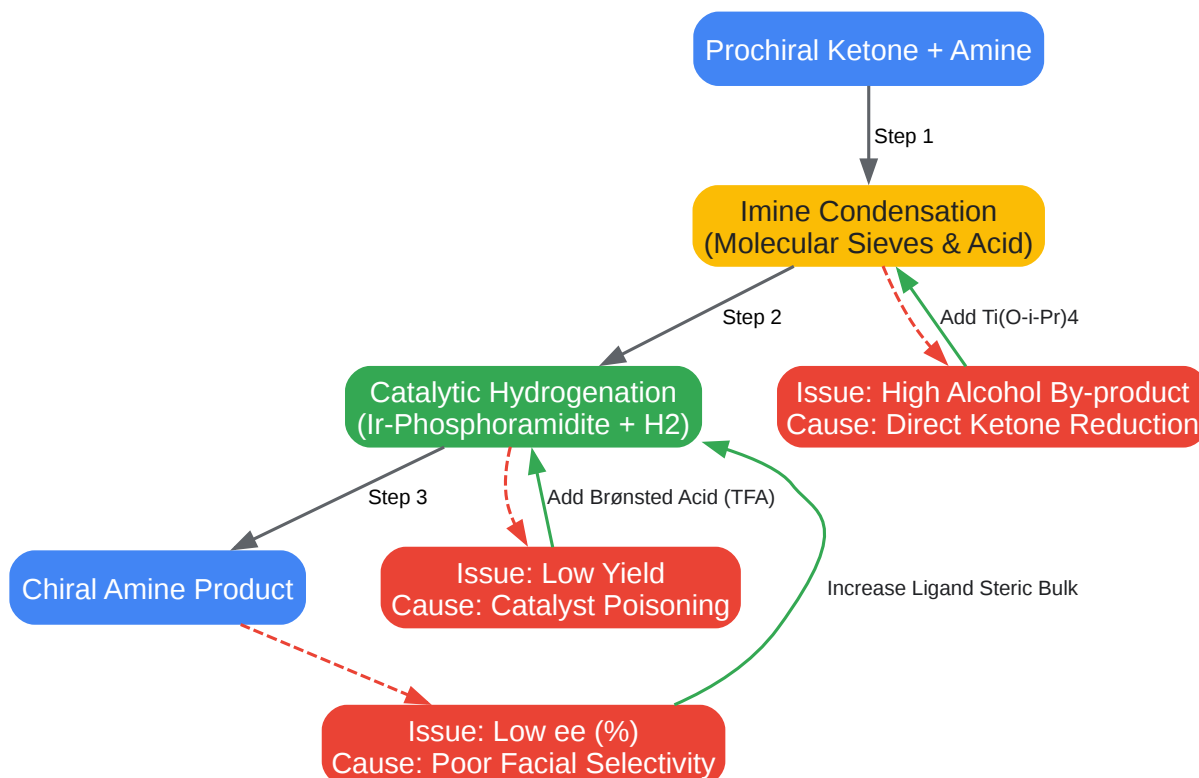 Prochiral Ketone + Amine
Step 1
Imine Condensation
(Molecular Sieves & Acid)
Step 2
Add Ti(O-i-Pr)4
Catalytic Hydrogenation
(Ir-Phosphoramidite + H2)
Issue: High Alcohol By-product
Cause: Direct Ketone Reduction
Step 3
Add Brønsted Acid (TFA)
Chiral Amine Product
Issue: Low Yield
Cause: Catalyst Poisoning
Increase Ligand Steric Bulk
Issue: Low ee (%)
Cause: Poor Facial Selectivity